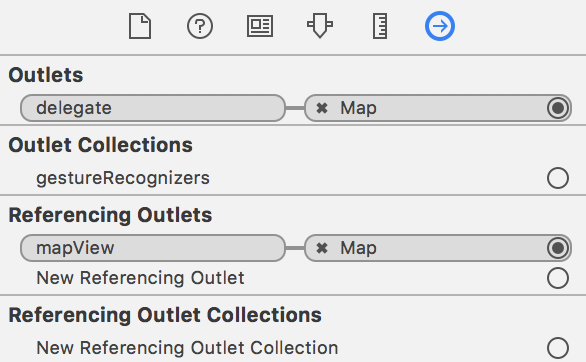 Outlets
delegate Map
Outlet Collections
gestureRecognizers
Referencing Outlets
mapView Map
New Referencing Outlet
Referencing Outlet Collections
New Referencing Outlet Collection